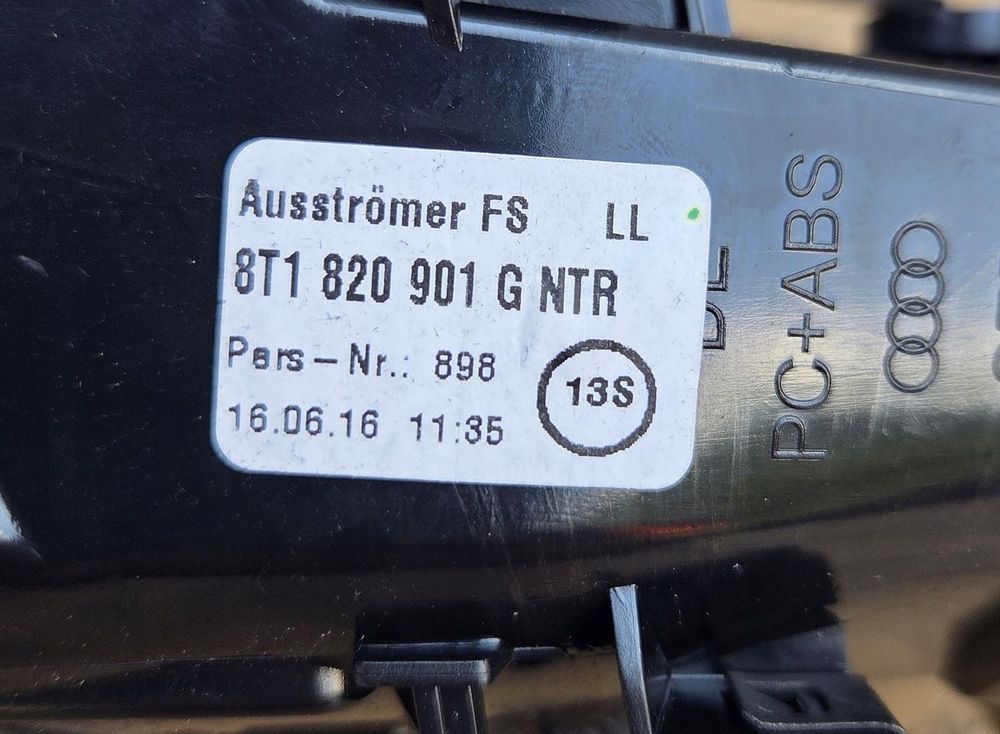 Ausströmer FS LL
8T1 820 901 G NTR
Pers-Nr.: 898
13S
16.06.16 11:35
PC+ABS